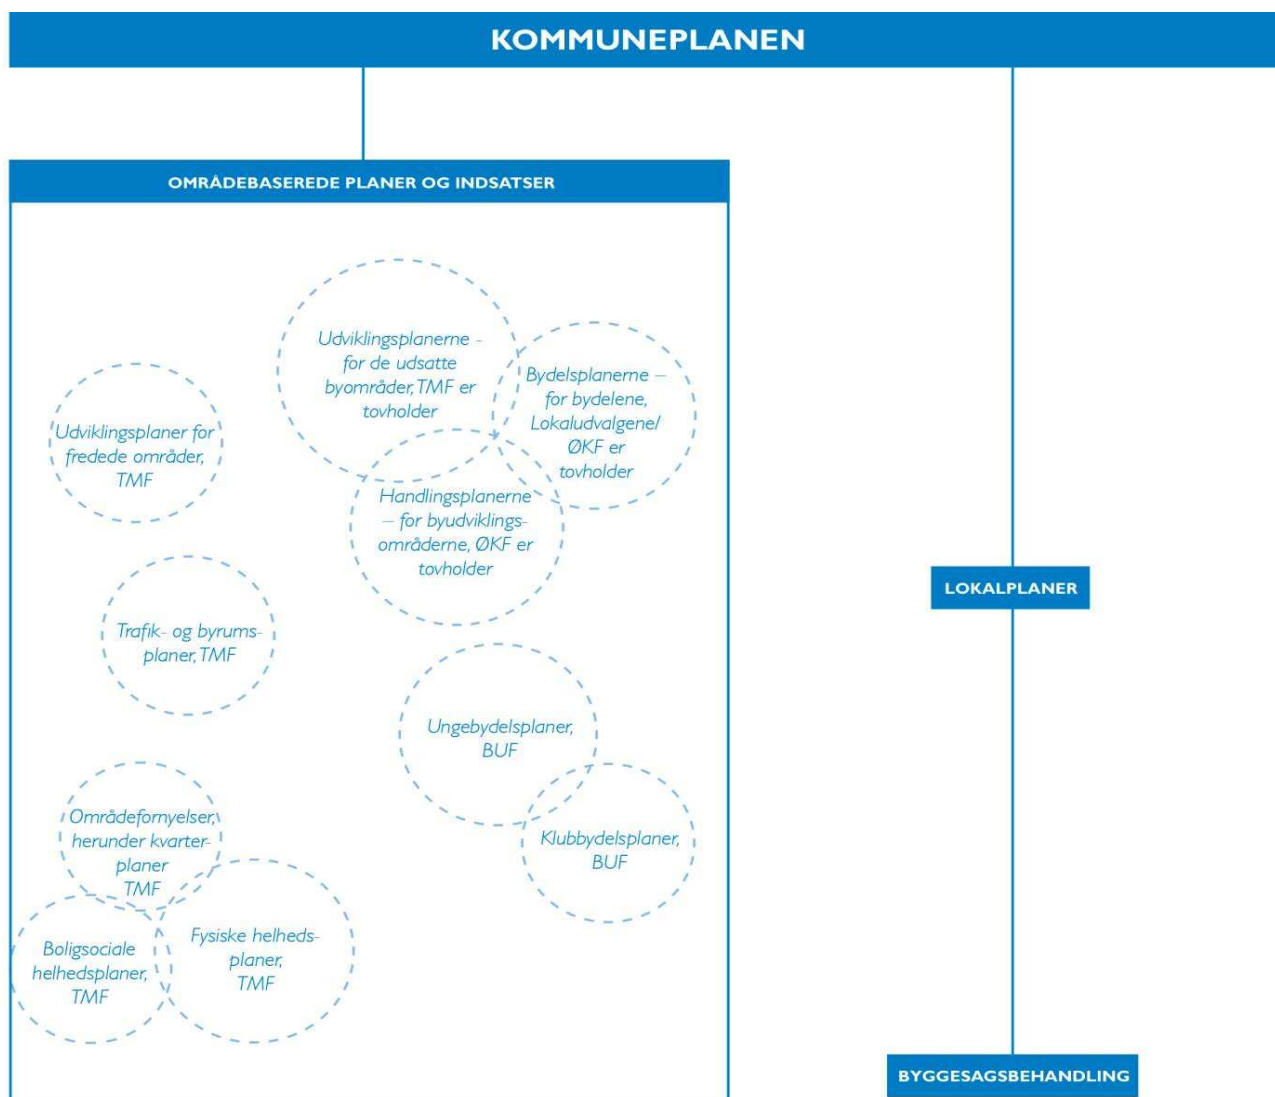 KOMMUNEPLANEN
OMRÅDEBASEREDE PLANER OG INDSATSER
Udviklingsplanerne -
for de udsatte
byområder, TMF er
tovholder
Bydelsplanerne –
for bydelene,
Lokaludvalgene/
ØKF er
tovholder
Udviklingsplaner for
fredede områder,
TMF
Handlingsplanerne
– for byudviklings-
områderne, ØKF er
tovholder
Trafik- og byrums-
planer, TMF
Ungebydelsplaner,
BUF
Klubbydelsplaner,
BUF
Områdefornyelser,
herunder kvarter-
planer
TMF
Fysiske helheds-
planer,
TMF
Boligsociale
helhedsplaner,
TMF
LOKALPLANER
BYGGESAGSBEHANDLING